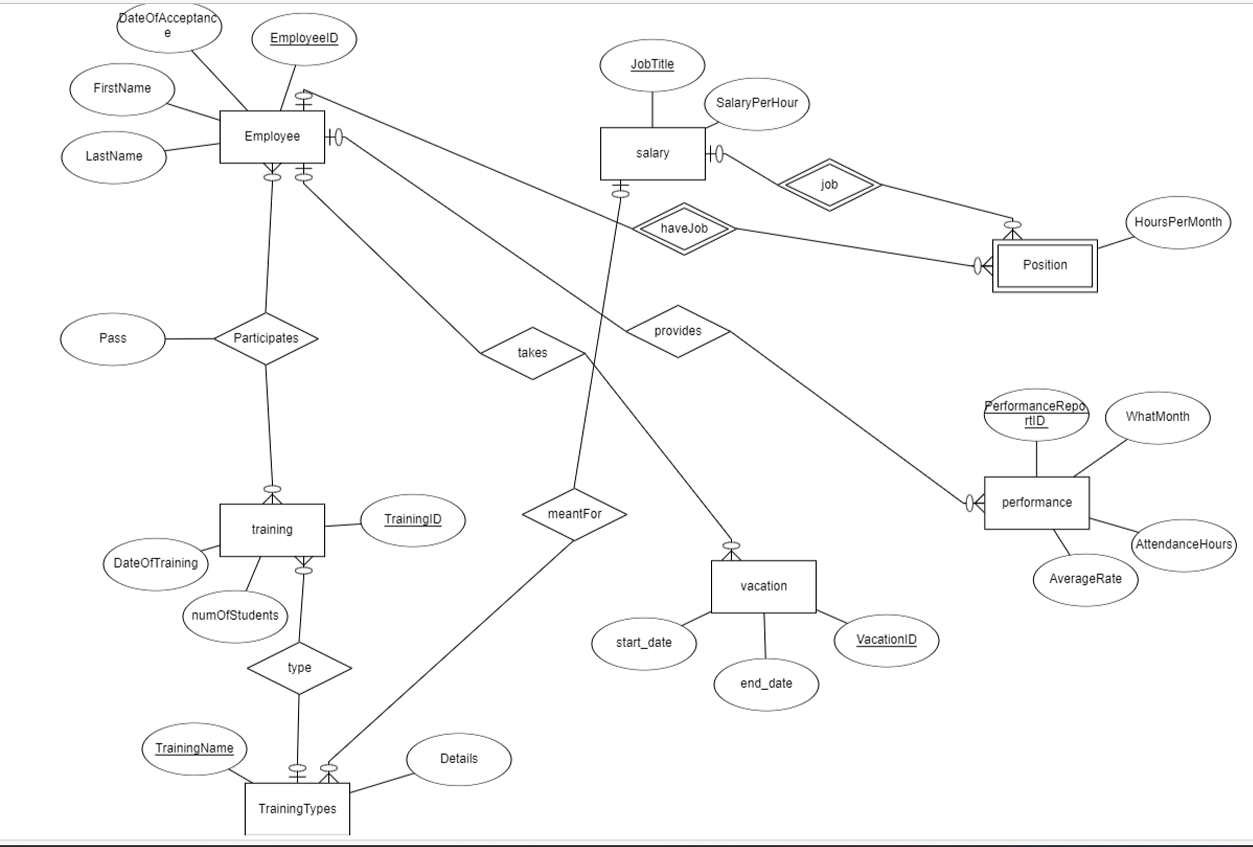 DateOfAcceptanc
e
EmployeeID
FirstName
Employee
LastName
JobTitle
SalaryPerHour
salary
job
haveJob
HoursPerMonth
Position
Pass
Participates
takes
provides
PerformanceRepo
rtID
WhatMonth
performance
AttendanceHours
AverageRate
meantFor
training
TrainingID
DateOfTraining
numOfStudents
vacation
start_date
VacationID
end_date
type
TrainingName
Details
TrainingTypes